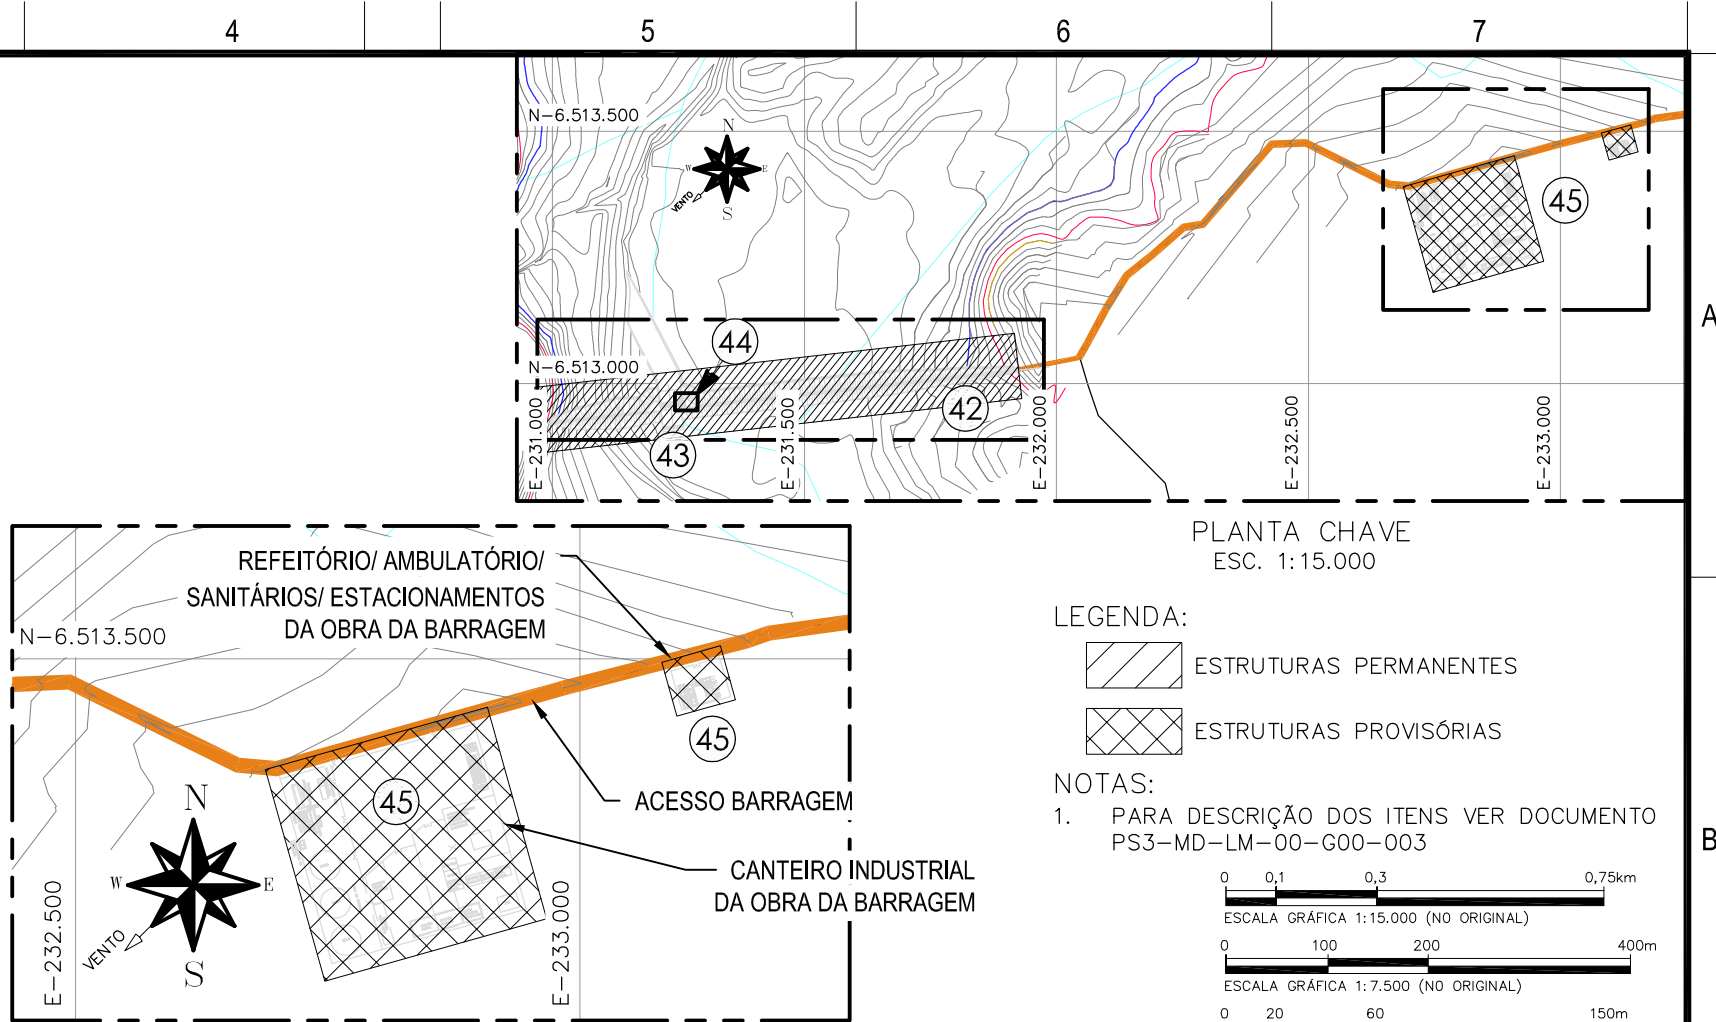 4 5 6 7
N-6.513.500
N
W E
S
VENTO
45
A
44
N-6.513.000
42
43
E-231.000
E-231.500
E-232.000
E-232.500
E-233.000
PLANTA CHAVE
ESC. 1:15.000
REFEITÓRIO/ AMBULATÓRIO/
SANITÁRIOS/ ESTACIONAMENTOS
DA OBRA DA BARRAGEM
N-6.513.500
45
45
ACESSO BARRAGEM
CANTEIRO INDUSTRIAL
DA OBRA DA BARRAGEM
N
W E
S
VENTO
E-232.500
E-233.000
LEGENDA:
ESTRUTURAS PERMANENTES
ESTRUTURAS PROVISÓRIAS
NOTAS:
1. PARA DESCRIÇÃO DOS ITENS VER DOCUMENTO
PS3-MD-LM-00-G00-003
B
0 0,1 0,3 0,75km
ESCALA GRÁFICA 1:15.000 (NO ORIGINAL)
0 100 200 400m
ESCALA GRÁFICA 1:7.500 (NO ORIGINAL)
0 20 60 150m